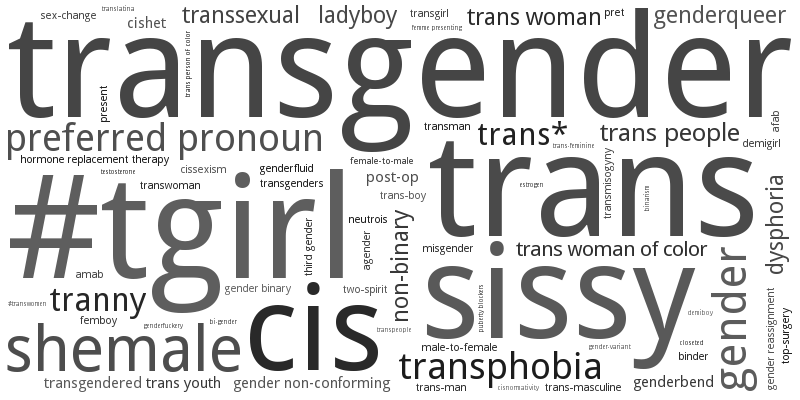 sex-change
translatina
cishet
transsexual
ladyboy
transgirl
femme presenting
trans woman
pret
genderqueer
transgender
trans person of color
present
preferred pronoun
transman
trans*
trans-feminine
trans people
afab
demigirl
hormone replacement therapy
testosterone
cissexism
genderfluid
female-to-male
transwoman
transgenders
post-op
trans-boy
trans
estrogen
transmisogyny
binarism
dysphoria
#tgirl
third gender
neutrois
agender
non-binary
misgender
trans woman of color
amab
gender binary
two-spirit
sissy
puberty blockers
gender
#transwomen
tranny
femboy
genderfuckery
bi-gender
cis
transpeople
demiboy
gender reassignment
top-surgery
shemale
male-to-female
gender-variant
closeted
binder
transphobia
transgendered
trans youth
gender non-conforming
trans-man
cisnormativity
trans-masculine
genderbend